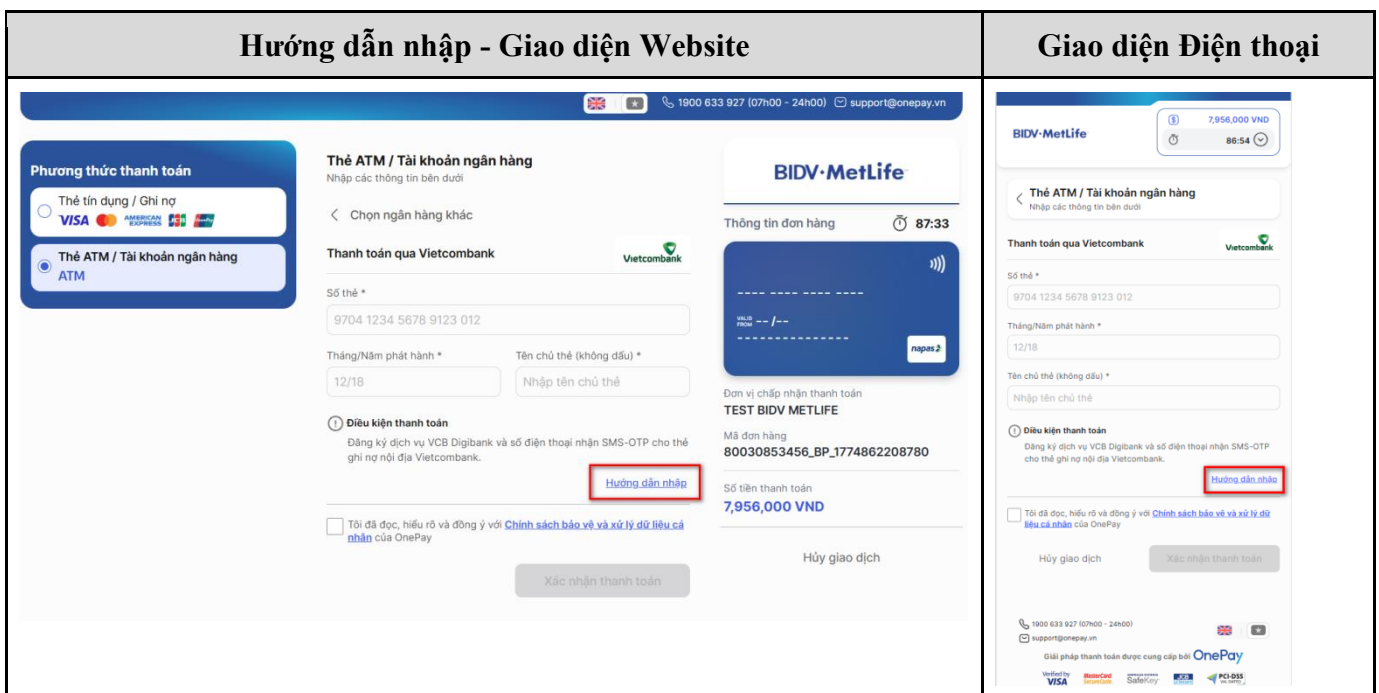 Hướng dẫn nhập - Giao diện Website
Giao diện Điện thoại
1900 633 927 (07h00 - 24h00) support@onepay.vn
Phương thức thanh toán
Thẻ tín dụng / Ghi nợ
VISA AMERICAN EXPRESS JCB
Thẻ ATM / Tài khoản ngân hàng
ATM
Thẻ ATM / Tài khoản ngân hàng
Nhập các thông tin bên dưới
Chọn ngân hàng khác
Thanh toán qua Vietcombank
Vietcombank
Số thẻ *
9704 1234 5678 9123 012
Tháng/Năm phát hành *
Tên chủ thẻ (không dấu) *
12/18
Nhập tên chủ thẻ
Điều kiện thanh toán
Đăng ký dịch vụ VCB Digibank và số điện thoại nhận SMS-OTP cho thẻ
ghi nợ nội địa Vietcombank.
Hướng dẫn nhập
Tôi đã đọc, hiểu rõ và đồng ý với Chính sách bảo vệ và xử lý dữ liệu cá
nhân của OnePay
Xác nhận thanh toán
BIDV·MetLife
Thông tin đơn hàng 87:33
---- ---- ---- ----
VALID
FROM -- /--
---------------
napas
Đơn vị chấp nhận thanh toán
TEST BIDV METLIFE
Mã đơn hàng
80030853456_BP_1774862208780
Số tiền thanh toán
7,956,000 VND
Hủy giao dịch
BIDV·MetLife
7,956,000 VND
86:54
Thẻ ATM / Tài khoản ngân hàng
Nhập các thông tin bên dưới
Thanh toán qua Vietcombank
Vietcombank
Số thẻ *
9704 1234 5678 9123 012
Tháng/Năm phát hành *
12/18
Tên chủ thẻ (không dấu) *
Nhập tên chủ thẻ
Điều kiện thanh toán
Đăng ký dịch vụ VCB Digibank và số điện thoại nhận SMS-OTP
cho thẻ ghi nợ nội địa Vietcombank.
Hướng dẫn nhập
Tôi đã đọc, hiểu rõ và đồng ý với Chính sách bảo vệ và xử lý dữ
liệu cá nhân của OnePay
Hủy giao dịch
Xác nhận thanh toán
1900 633 927 (07h00 - 24h00)
support@onepay.vn
Giải pháp thanh toán được cung cấp bởi OnePay
Verified by
VISA
MasterCard
SecureCode
SafeKey
JCB
PCI-DSS